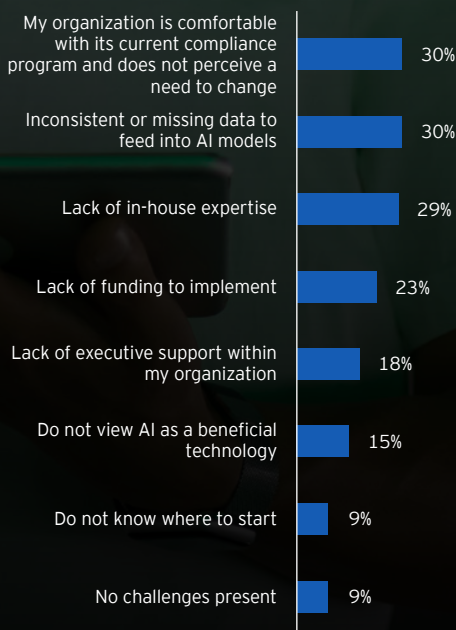 My organization is comfortable
with its current compliance
program and does not perceive a
need to change
30%
Inconsistent or missing data to
feed into AI models
30%
Lack of in-house expertise
29%
Lack of funding to implement
23%
Lack of executive support within
my organization
18%
Do not view AI as a beneficial
technology
15%
Do not know where to start
9%
No challenges present
9%